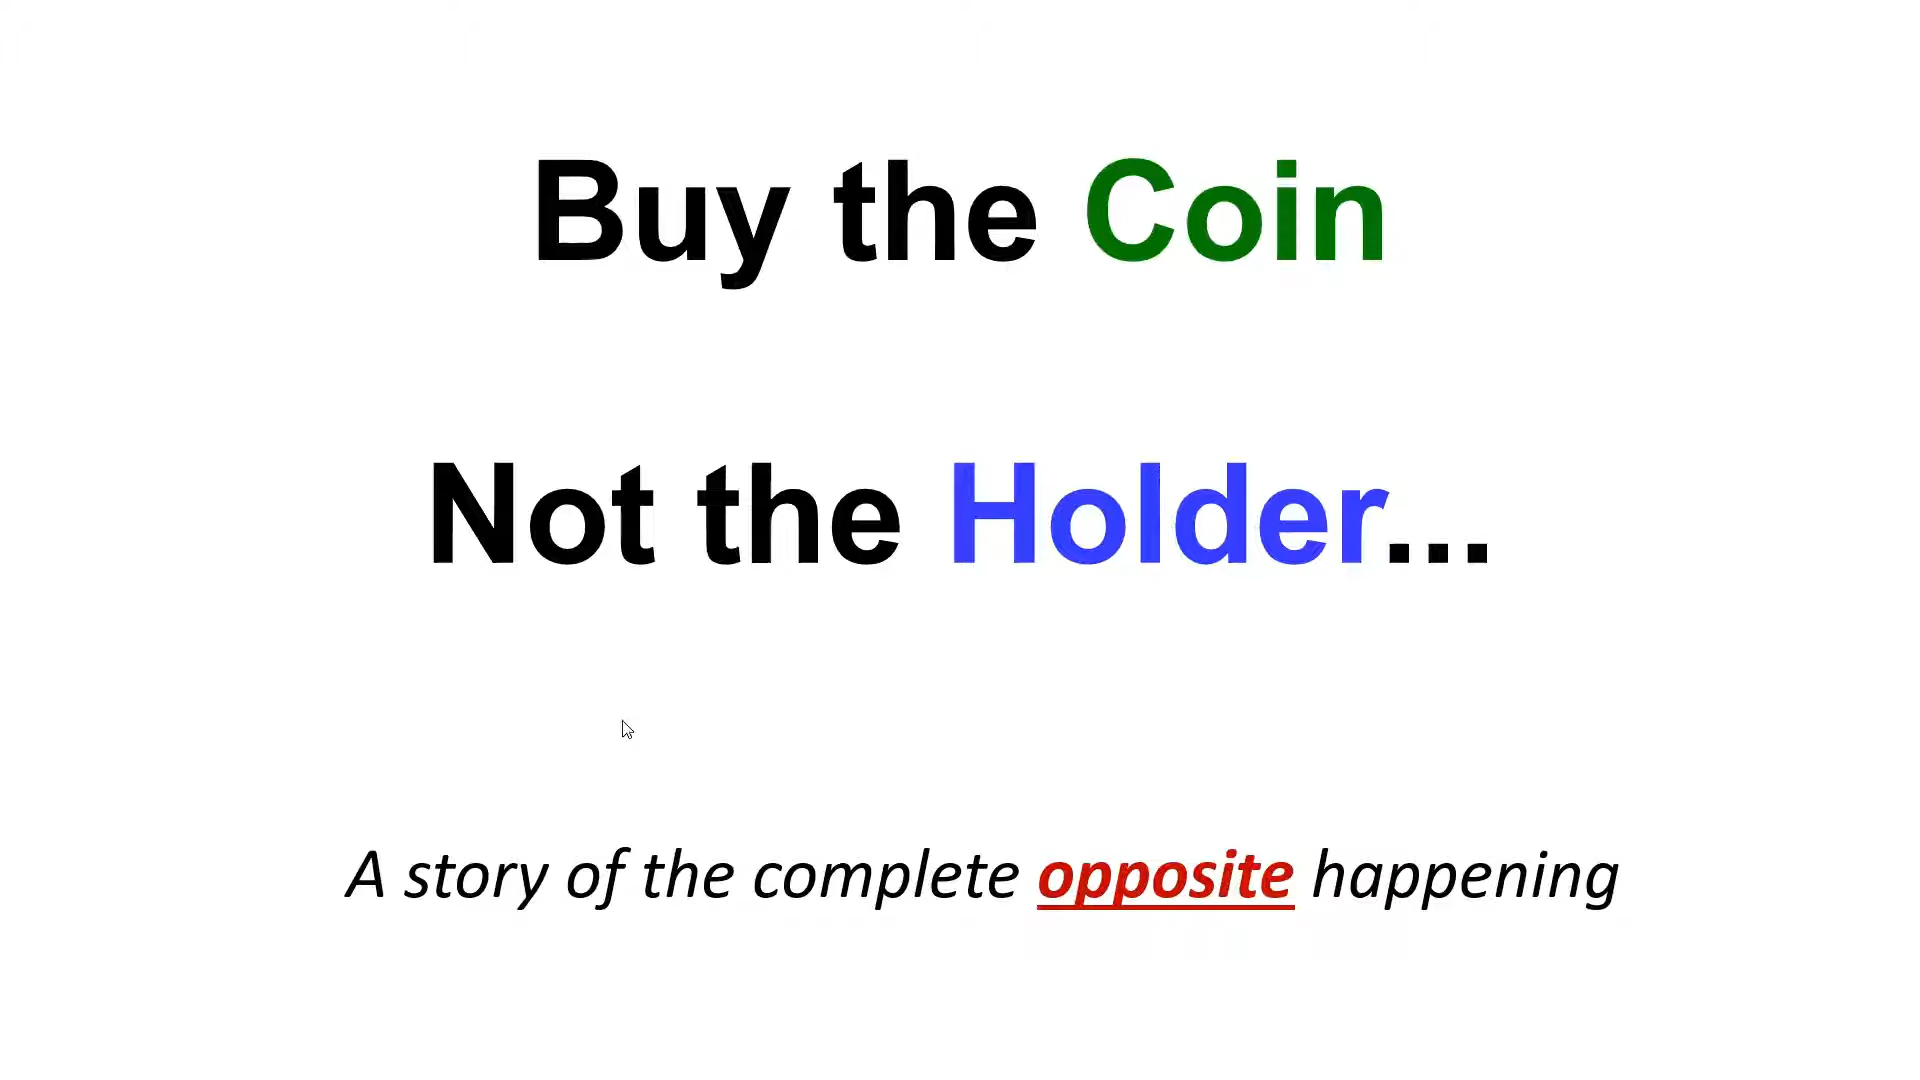 Buy the Coin
Not the Holder...
A story of the complete opposite happening